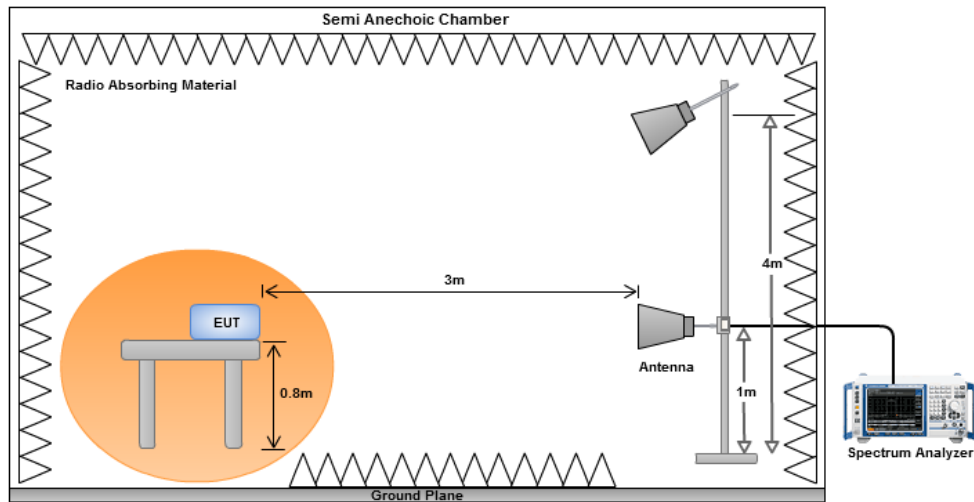 Semi Anechoic Chamber
Radio Absorbing Material
3m
4m
EUT
Antenna
0.8m
1m
Spectrum Analyzer
Ground Plane